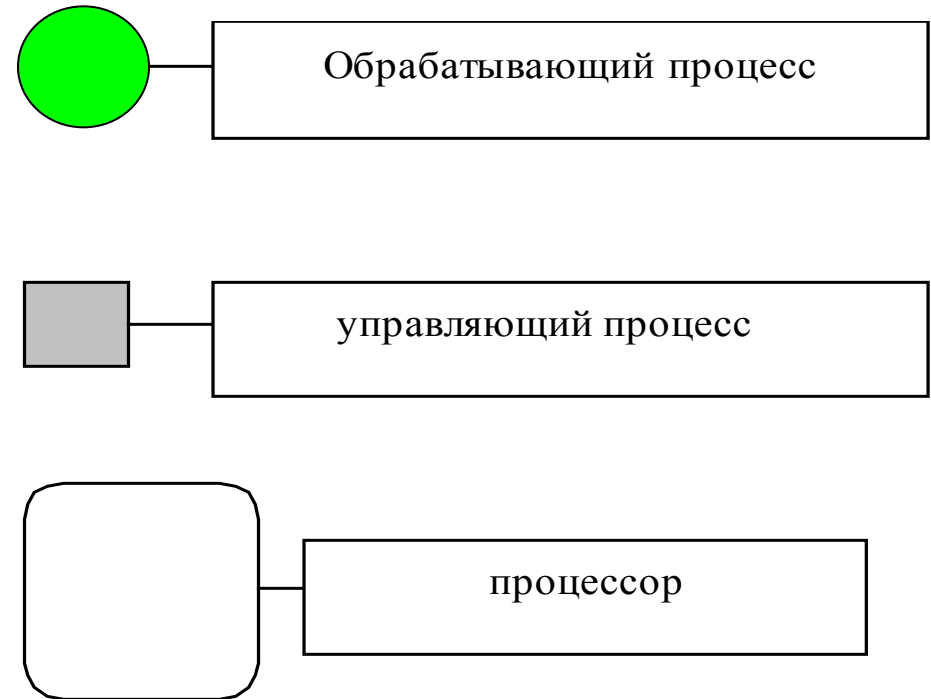 Обрабатывающий процесс
управляющий процесс
процессор